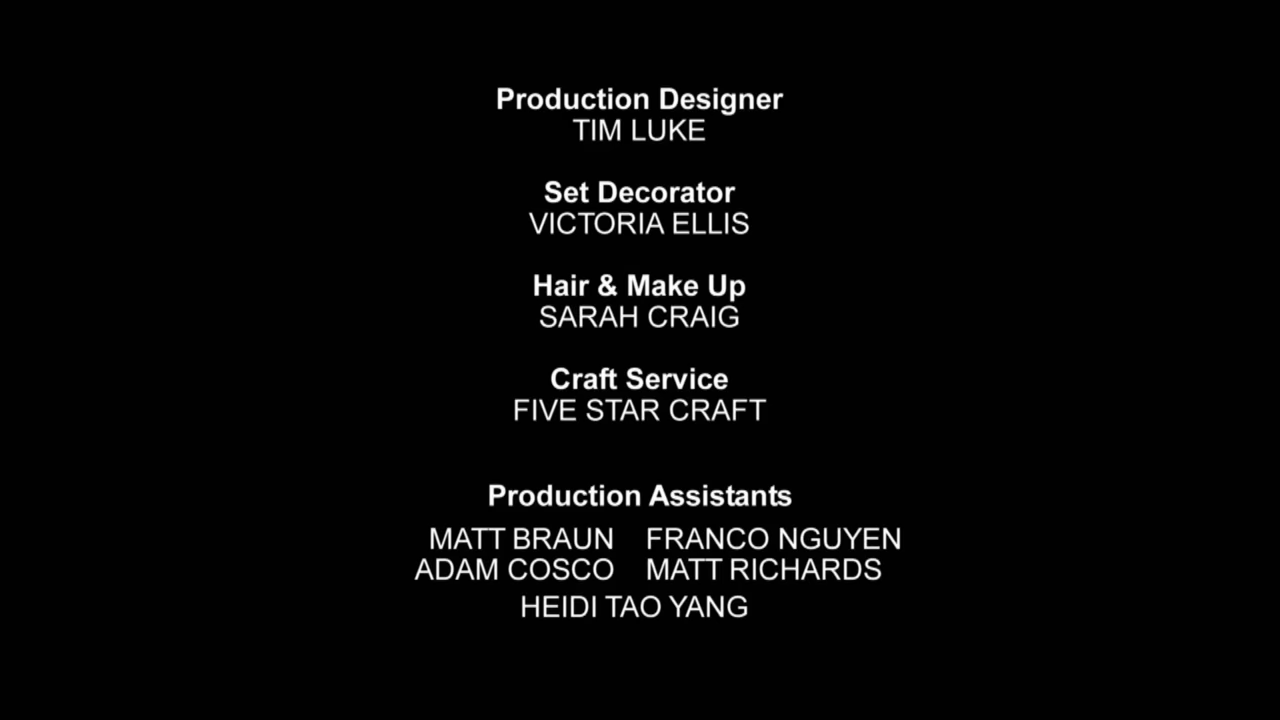 Production Designer
TIM LUKE
Set Decorator
VICTORIA ELLIS
Hair & Make Up
SARAH CRAIG
Craft Service
FIVE STAR CRAFT
Production Assistants
MATT BRAUN FRANCO NGUYEN
ADAM COSCO MATT RICHARDS
HEIDI TAO YANG